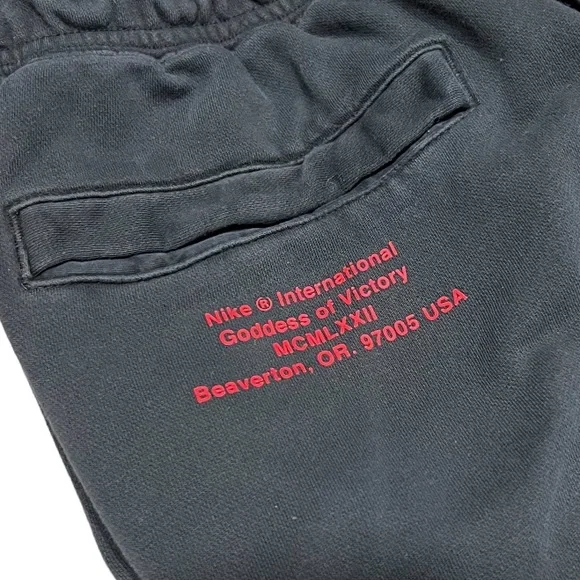 Nike ® International
Goddess of Victory
MCMLXXII
Beaverton, OR. 97005 USA